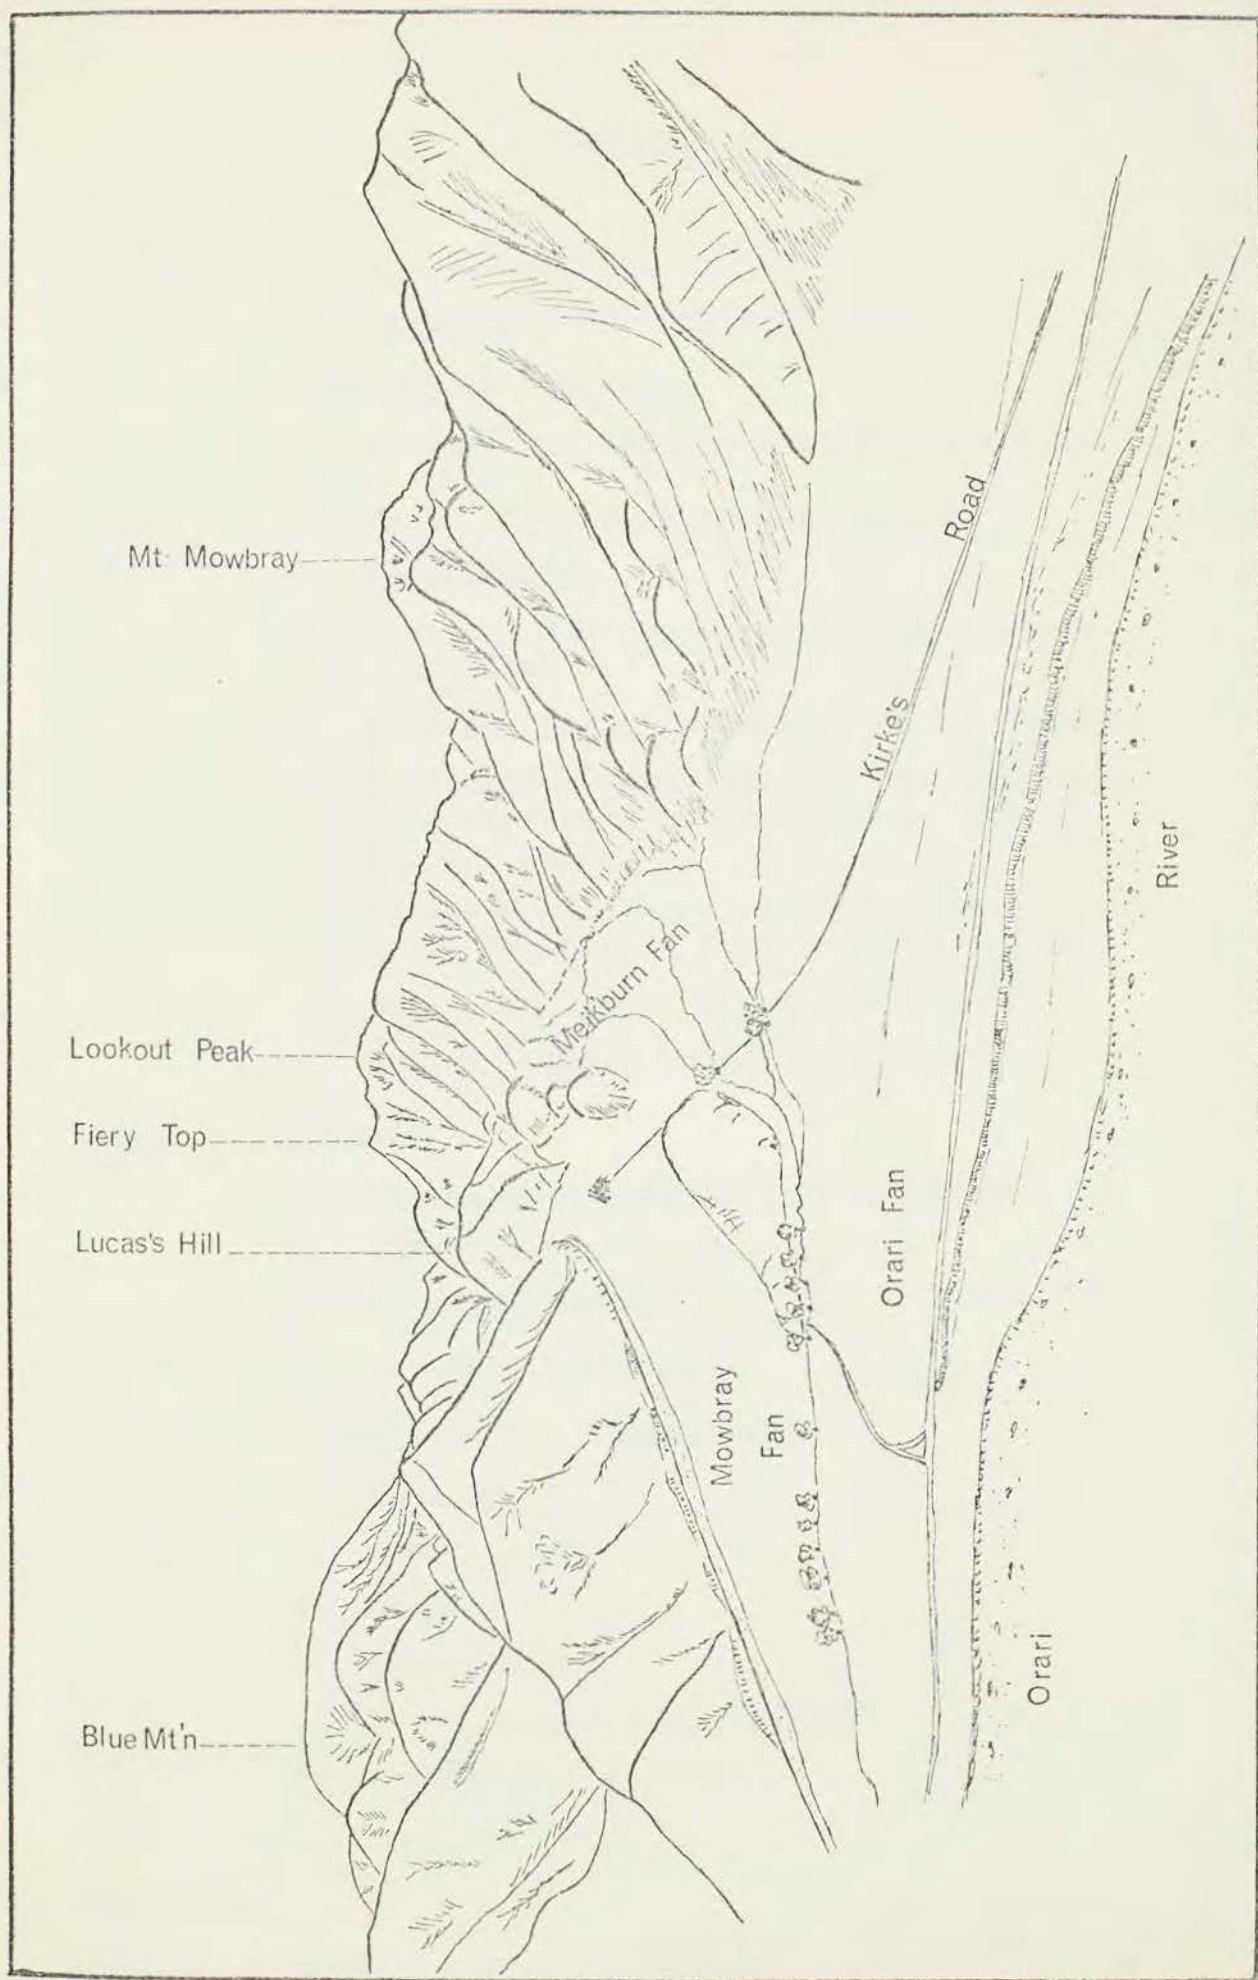 Mt. Mowbray
Kirke's Road
River
Meikburn Fan
Lookout Peak
Fiery Top
Lucas's Hill
Orari Fan
Mowbray
Fan
Orari
Blue Mt'n